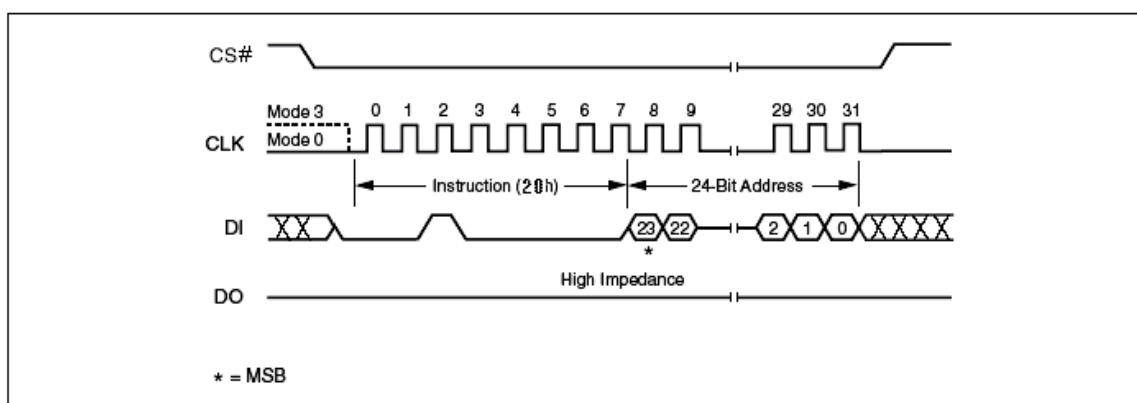 CS#
Mode 3
0 1 2 3 4 5 6 7 8 9 29 30 31
CLK
Mode 0
Instruction (20h)
24-Bit Address
DI
23 22 2 1 0
*
High Impedance
DO
* = MSB